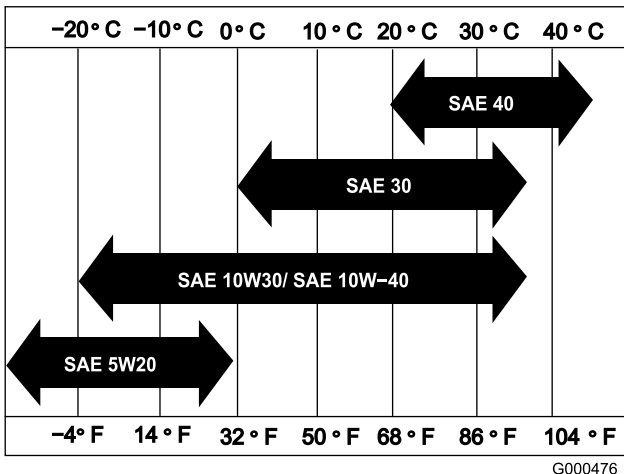 −20° C −10° C 0° C 10° C 20° C 30° C 40° C
SAE 40
SAE 30
SAE 10W30/ SAE 10W−40
SAE 5W20
−4° F 14° F 32° F 50° F 68° F 86° F 104° F
G000476